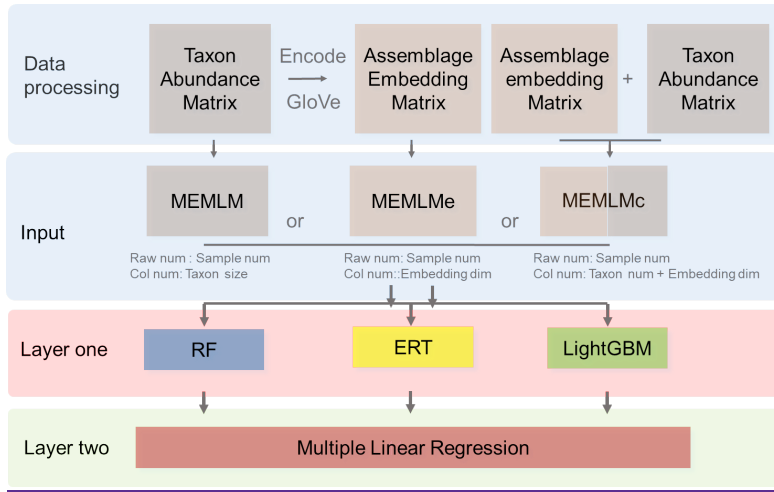 Data
processing
Taxon
Abundance
Matrix
Encode
GloVe
Assemblage
Embedding
Matrix
Assemblage
embedding
Matrix
+
Taxon
Abundance
Matrix
Input
MEMLM
or
MEMLMe
or
MEMLMc
Raw num : Sample num
Col num: Taxon size
Raw num: Sample num
Col num::Embedding dim
Raw num: Sample num
Col num: Taxon num + Embedding dim
Layer one
RF
ERT
LightGBM
Layer two
Multiple Linear Regression